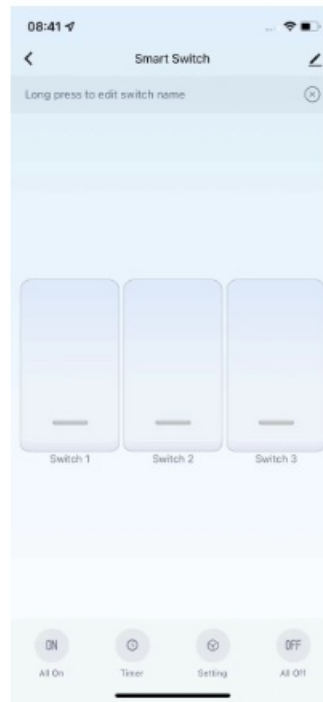 08:41
Smart Switch
Long press to edit switch name
Switch 1 Switch 2 Switch 3
ON OFF
All On Timer Setting All Off